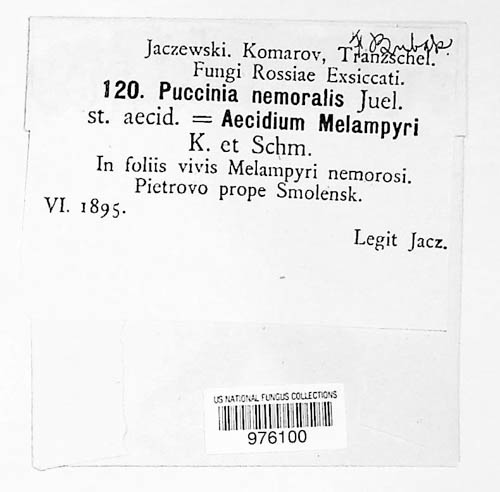 F. Bubák.
Jaczewski. Komarov, Tranzschel.
Fungi Rossiae Exsiccati.
120. Puccinia nemoralis Juel.
st. aecid. = Aecidium Melampyri
K. et Schm.
In foliis vivis Melampyri nemorosi.
Pietrovo prope Smolensk.
VI. 1895.
Legit Jacz.
US NATIONAL FUNGUS COLLECTIONS
976100